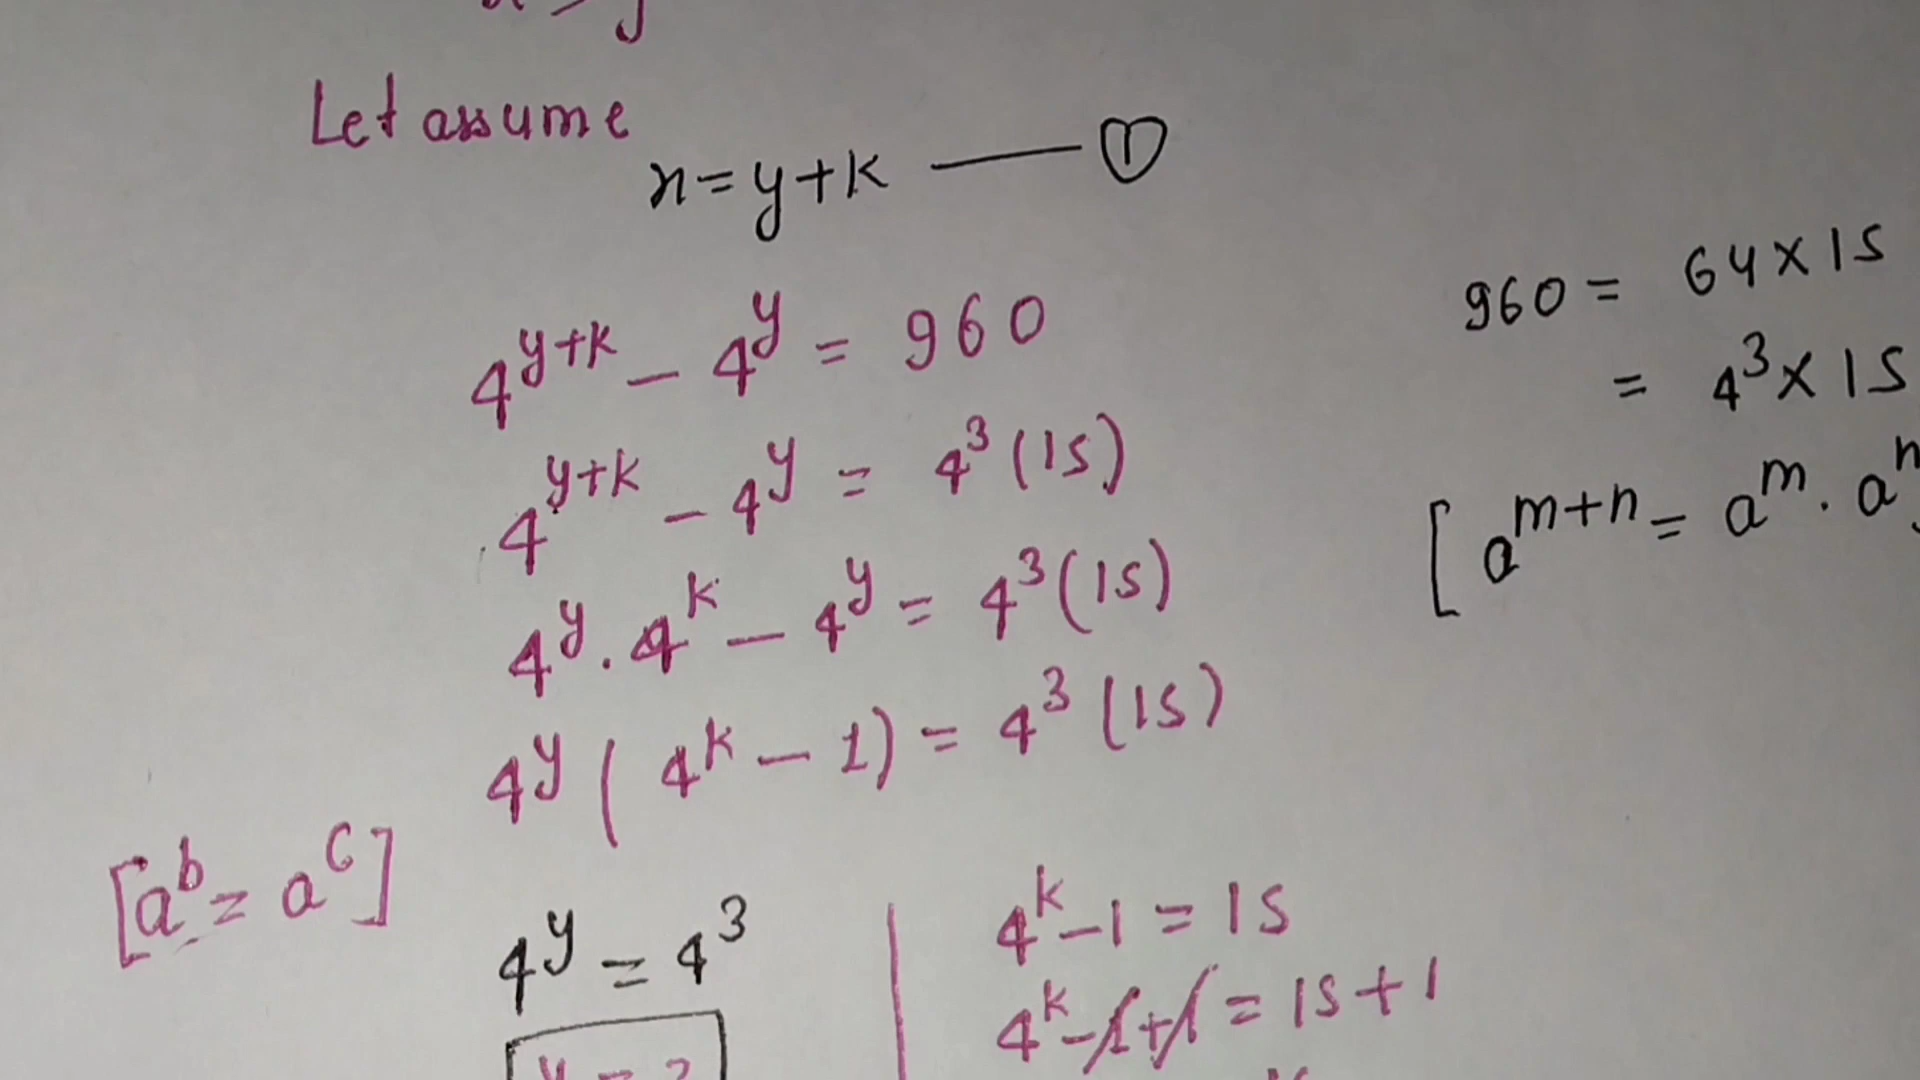 x > y
Let assume
x = y + k —— ①
4^{y+k} - 4^y = 960
960 = 64 × 15
4^{y+k} - 4^y = 4^3 (15)
= 4^3 × 15
4^y . 4^k - 4^y = 4^3 (15)
[ a^{m+n} = a^m . a^n
4^y ( 4^k - 1) = 4^3 (15)
[a^b = a^c]
4^y = 4^3
4^k - 1 = 15
4^k - 1 + 1 = 15 + 1